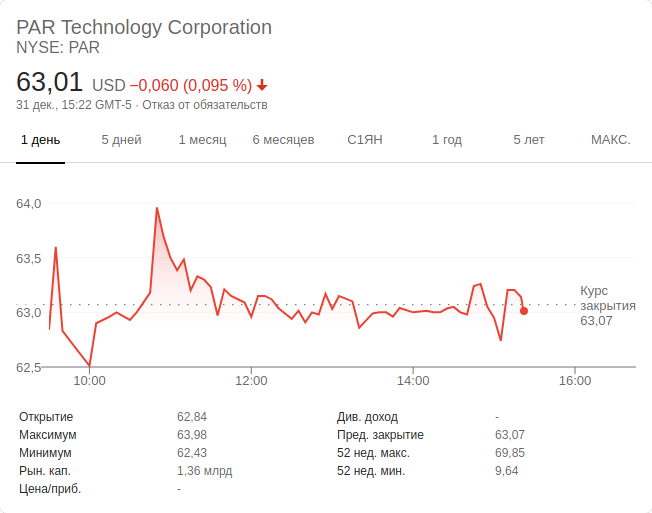 PAR Technology Corporation
NYSE: PAR
63,01 USD −0,060 (0,095 %)
31 дек., 15:22 GMT-5 · Отказ от обязательств
1 день 5 дней 1 месяц 6 месяцев С1ЯН 1 год 5 лет МАКС.
64,0
63,5
63,0
62,5
Курс
закрытия
63,07
10:00 12:00 14:00 16:00
Открытие 62,84 Див. доход -
Максимум 63,98 Пред. закрытие 63,07
Минимум 62,43 52 нед. макс. 69,85
Рын. кап. 1,36 млрд 52 нед. мин. 9,64
Цена/приб. -